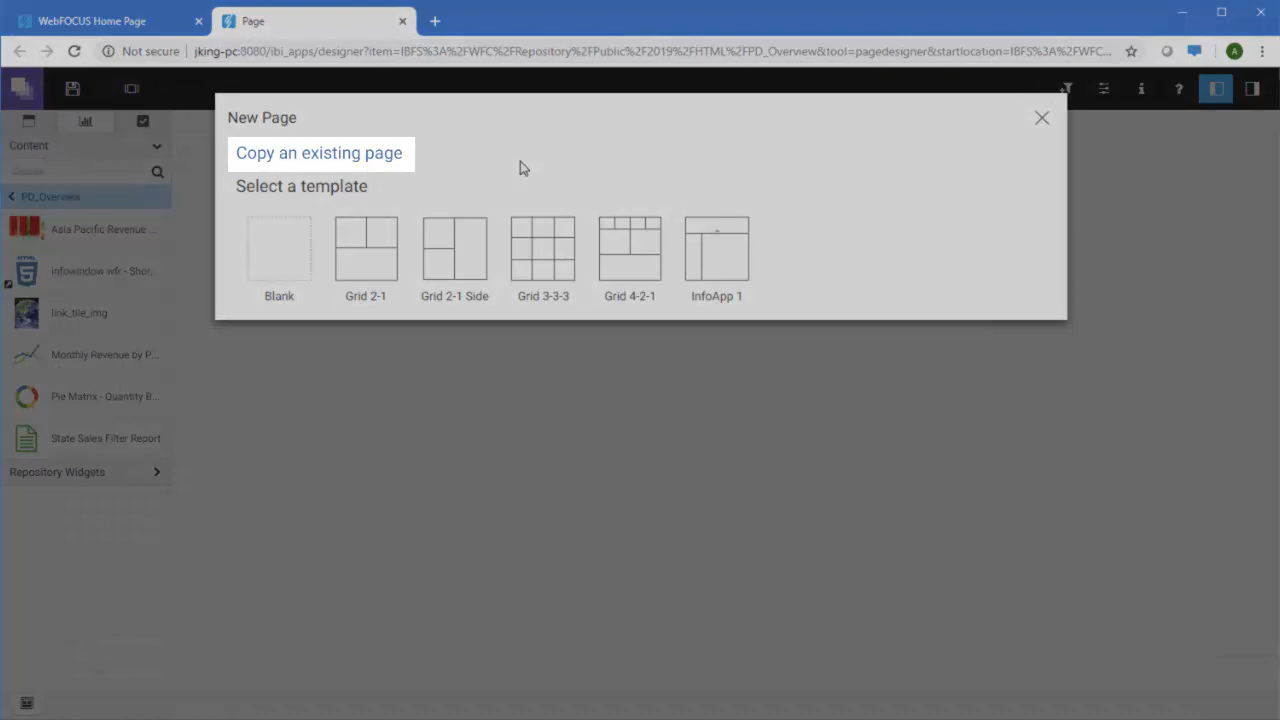 WebFOCUS Home Page
Page
Not secure
jking-pc:8080/ibi_apps/designer?item=IBFS%3A%2FWFC%2FRepository%2FPublic%2F2019%2FHTML%2FPD_Overview&tool=pagedesigner&startlocation=IBFS%3A%2FWFC...
A
New Page
Copy an existing page
Select a template
Blank
Grid 2-1
Grid 2-1 Side
Grid 3-3-3
Grid 4-2-1
InfoApp 1
Content
PD_Overview
Asia Pacific Revenue ...
HTML
infowindow wfr - Shor...
link_tile_img
Monthly Revenue by P...
Pie Matrix - Quantity B...
State Sales Filter Report
Repository Widgets